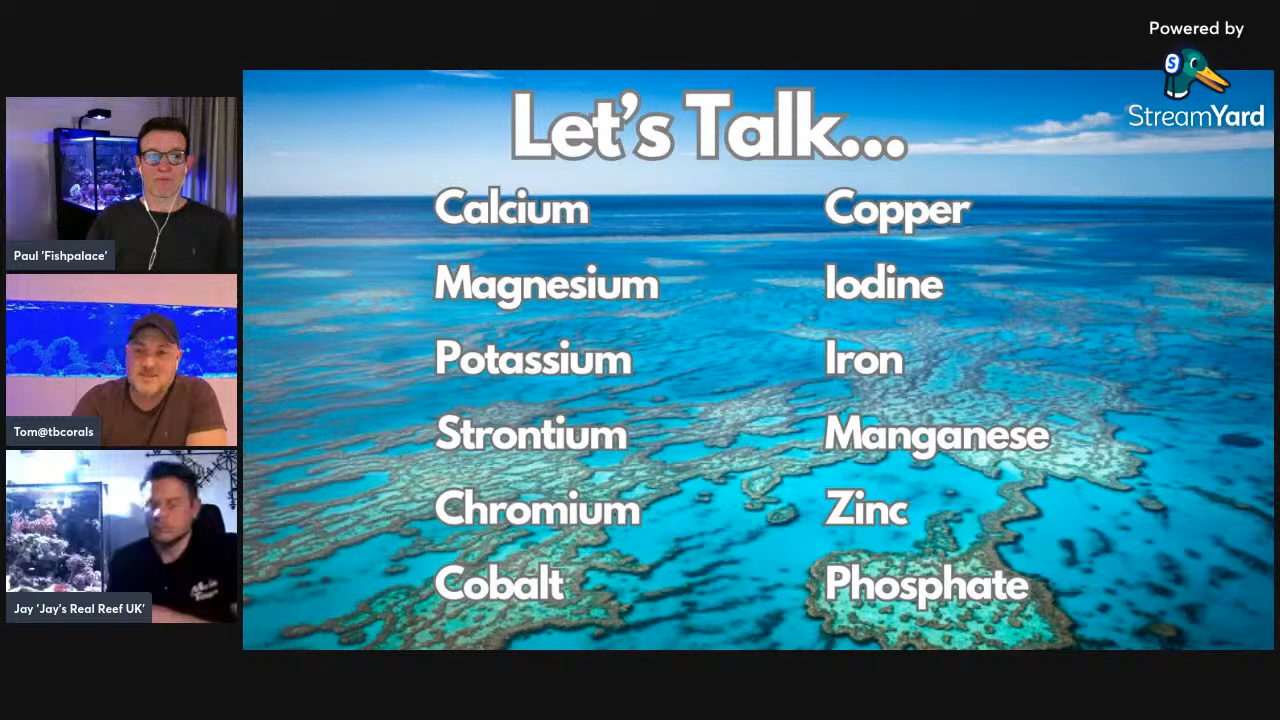 Powered by
StreamYard
Let's Talk...
Calcium
Magnesium
Potassium
Strontium
Chromium
Cobalt
Copper
Iodine
Iron
Manganese
Zinc
Phosphate
Paul 'Fishpalace'
Tom@tbcorals
Jay 'Jay's Real Reef UK'